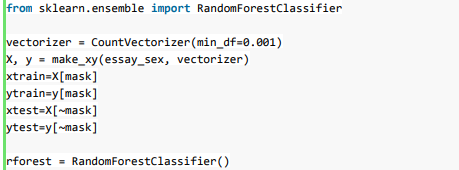 from sklearn.ensemble import RandomForestClassifier
vectorizer = CountVectorizer(min_df=0.001)
X, y = make_xy(essay_sex, vectorizer)
xtrain=X[mask]
ytrain=y[mask]
xtest=X[~mask]
ytest=y[~mask]
rforest = RandomForestClassifier()